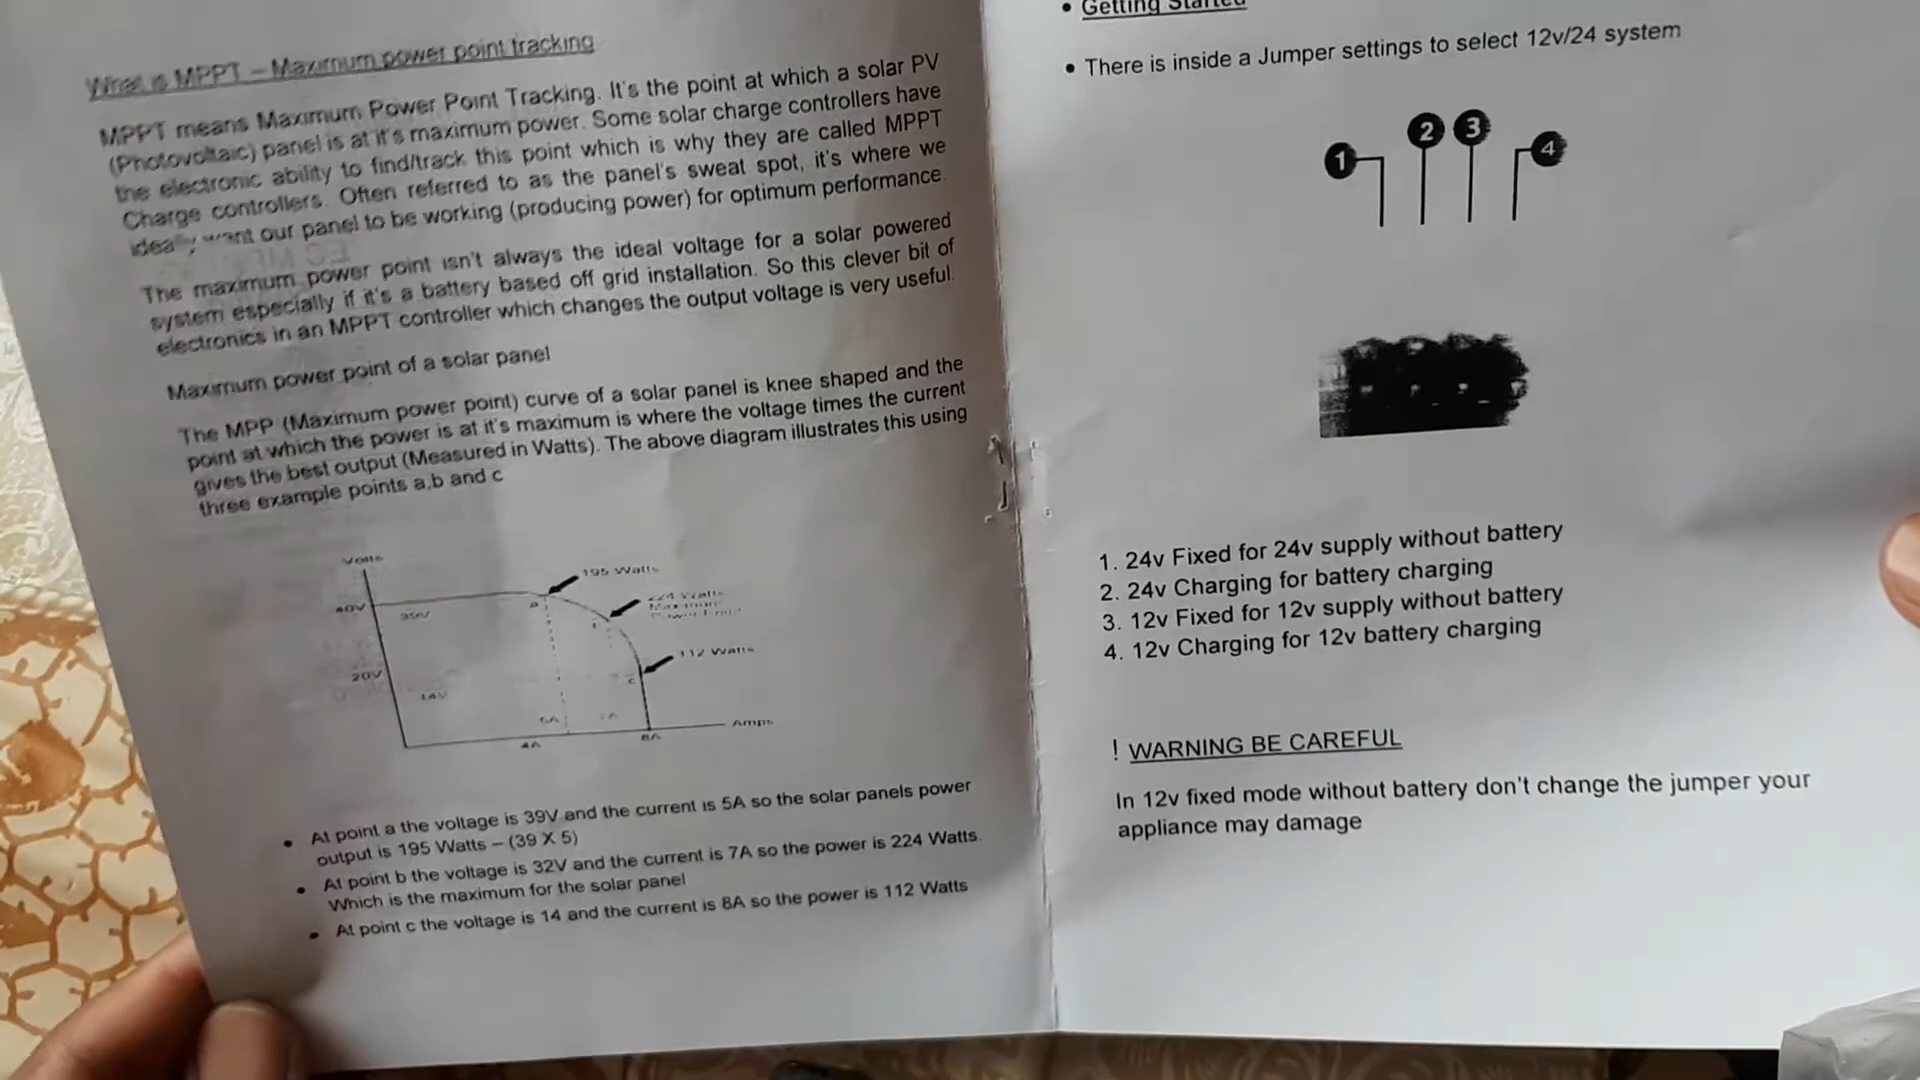 What is MPPT – Maximum power point tracking
MPPT means Maximum Power Point Tracking. It's the point at which a solar PV
(Photovoltaic) panel is at it's maximum power. Some solar charge controllers have
the electronic ability to find/track this point which is why they are called MPPT
Charge controllers. Often referred to as the panel's sweat spot, it's where we
ideally want our panel to be working (producing power) for optimum performance.
The maximum power point isn't always the ideal voltage for a solar powered
system especially if it's a battery based off grid installation. So this clever bit of
electronics in an MPPT controller which changes the output voltage is very useful.
Maximum power point of a solar panel
The MPP (Maximum power point) curve of a solar panel is knee shaped and the
point at which the power is at it's maximum is where the voltage times the current
gives the best output (Measured in Watts). The above diagram illustrates this using
three example points a,b and c
Volts
195 Watts
40V
39V
a
224 Watts
Maximum
Power Point
112 Watts
c
20V
14V
5A
7A
Amps
4A
8A
• At point a the voltage is 39V and the current is 5A so the solar panels power
output is 195 Watts – (39 X 5)
• At point b the voltage is 32V and the current is 7A so the power is 224 Watts.
Which is the maximum for the solar panel
• At point c the voltage is 14 and the current is 8A so the power is 112 Watts
• Getting Started
• There is inside a Jumper settings to select 12v/24 system
1 2 3 4
1. 24v Fixed for 24v supply without battery
2. 24v Charging for battery charging
3. 12v Fixed for 12v supply without battery
4. 12v Charging for 12v battery charging
! WARNING BE CAREFUL
In 12v fixed mode without battery don't change the jumper your
appliance may damage